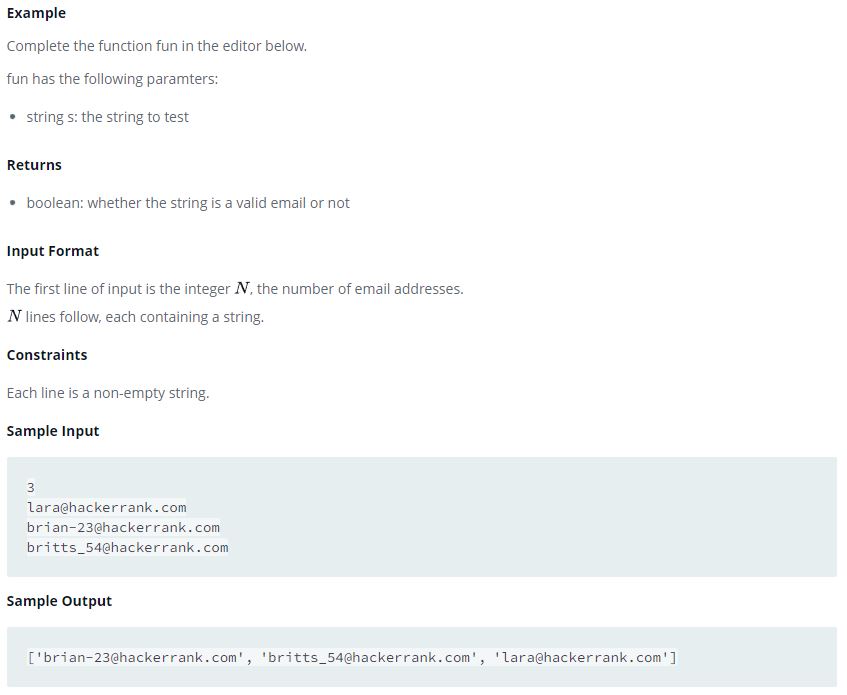 Example
Complete the function fun in the editor below.
fun has the following paramters:
• string s: the string to test
Returns
• boolean: whether the string is a valid email or not
Input Format
The first line of input is the integer N, the number of email addresses.
N lines follow, each containing a string.
Constraints
Each line is a non-empty string.
Sample Input
3
lara@hackerrank.com
brian-23@hackerrank.com
britts_54@hackerrank.com
Sample Output
['brian-23@hackerrank.com', 'britts_54@hackerrank.com', 'lara@hackerrank.com']